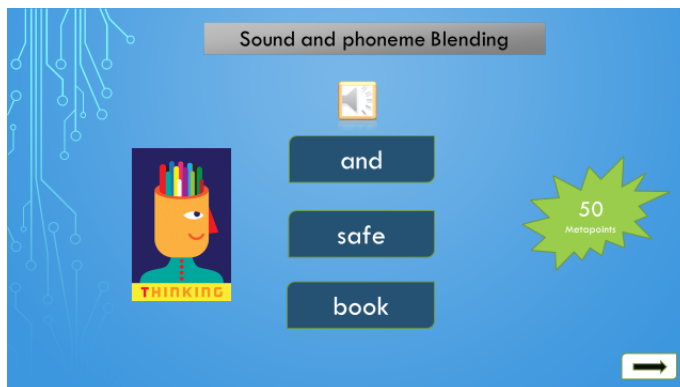 Sound and phoneme Blending
and
safe
book
THINKING
50
Metapoints